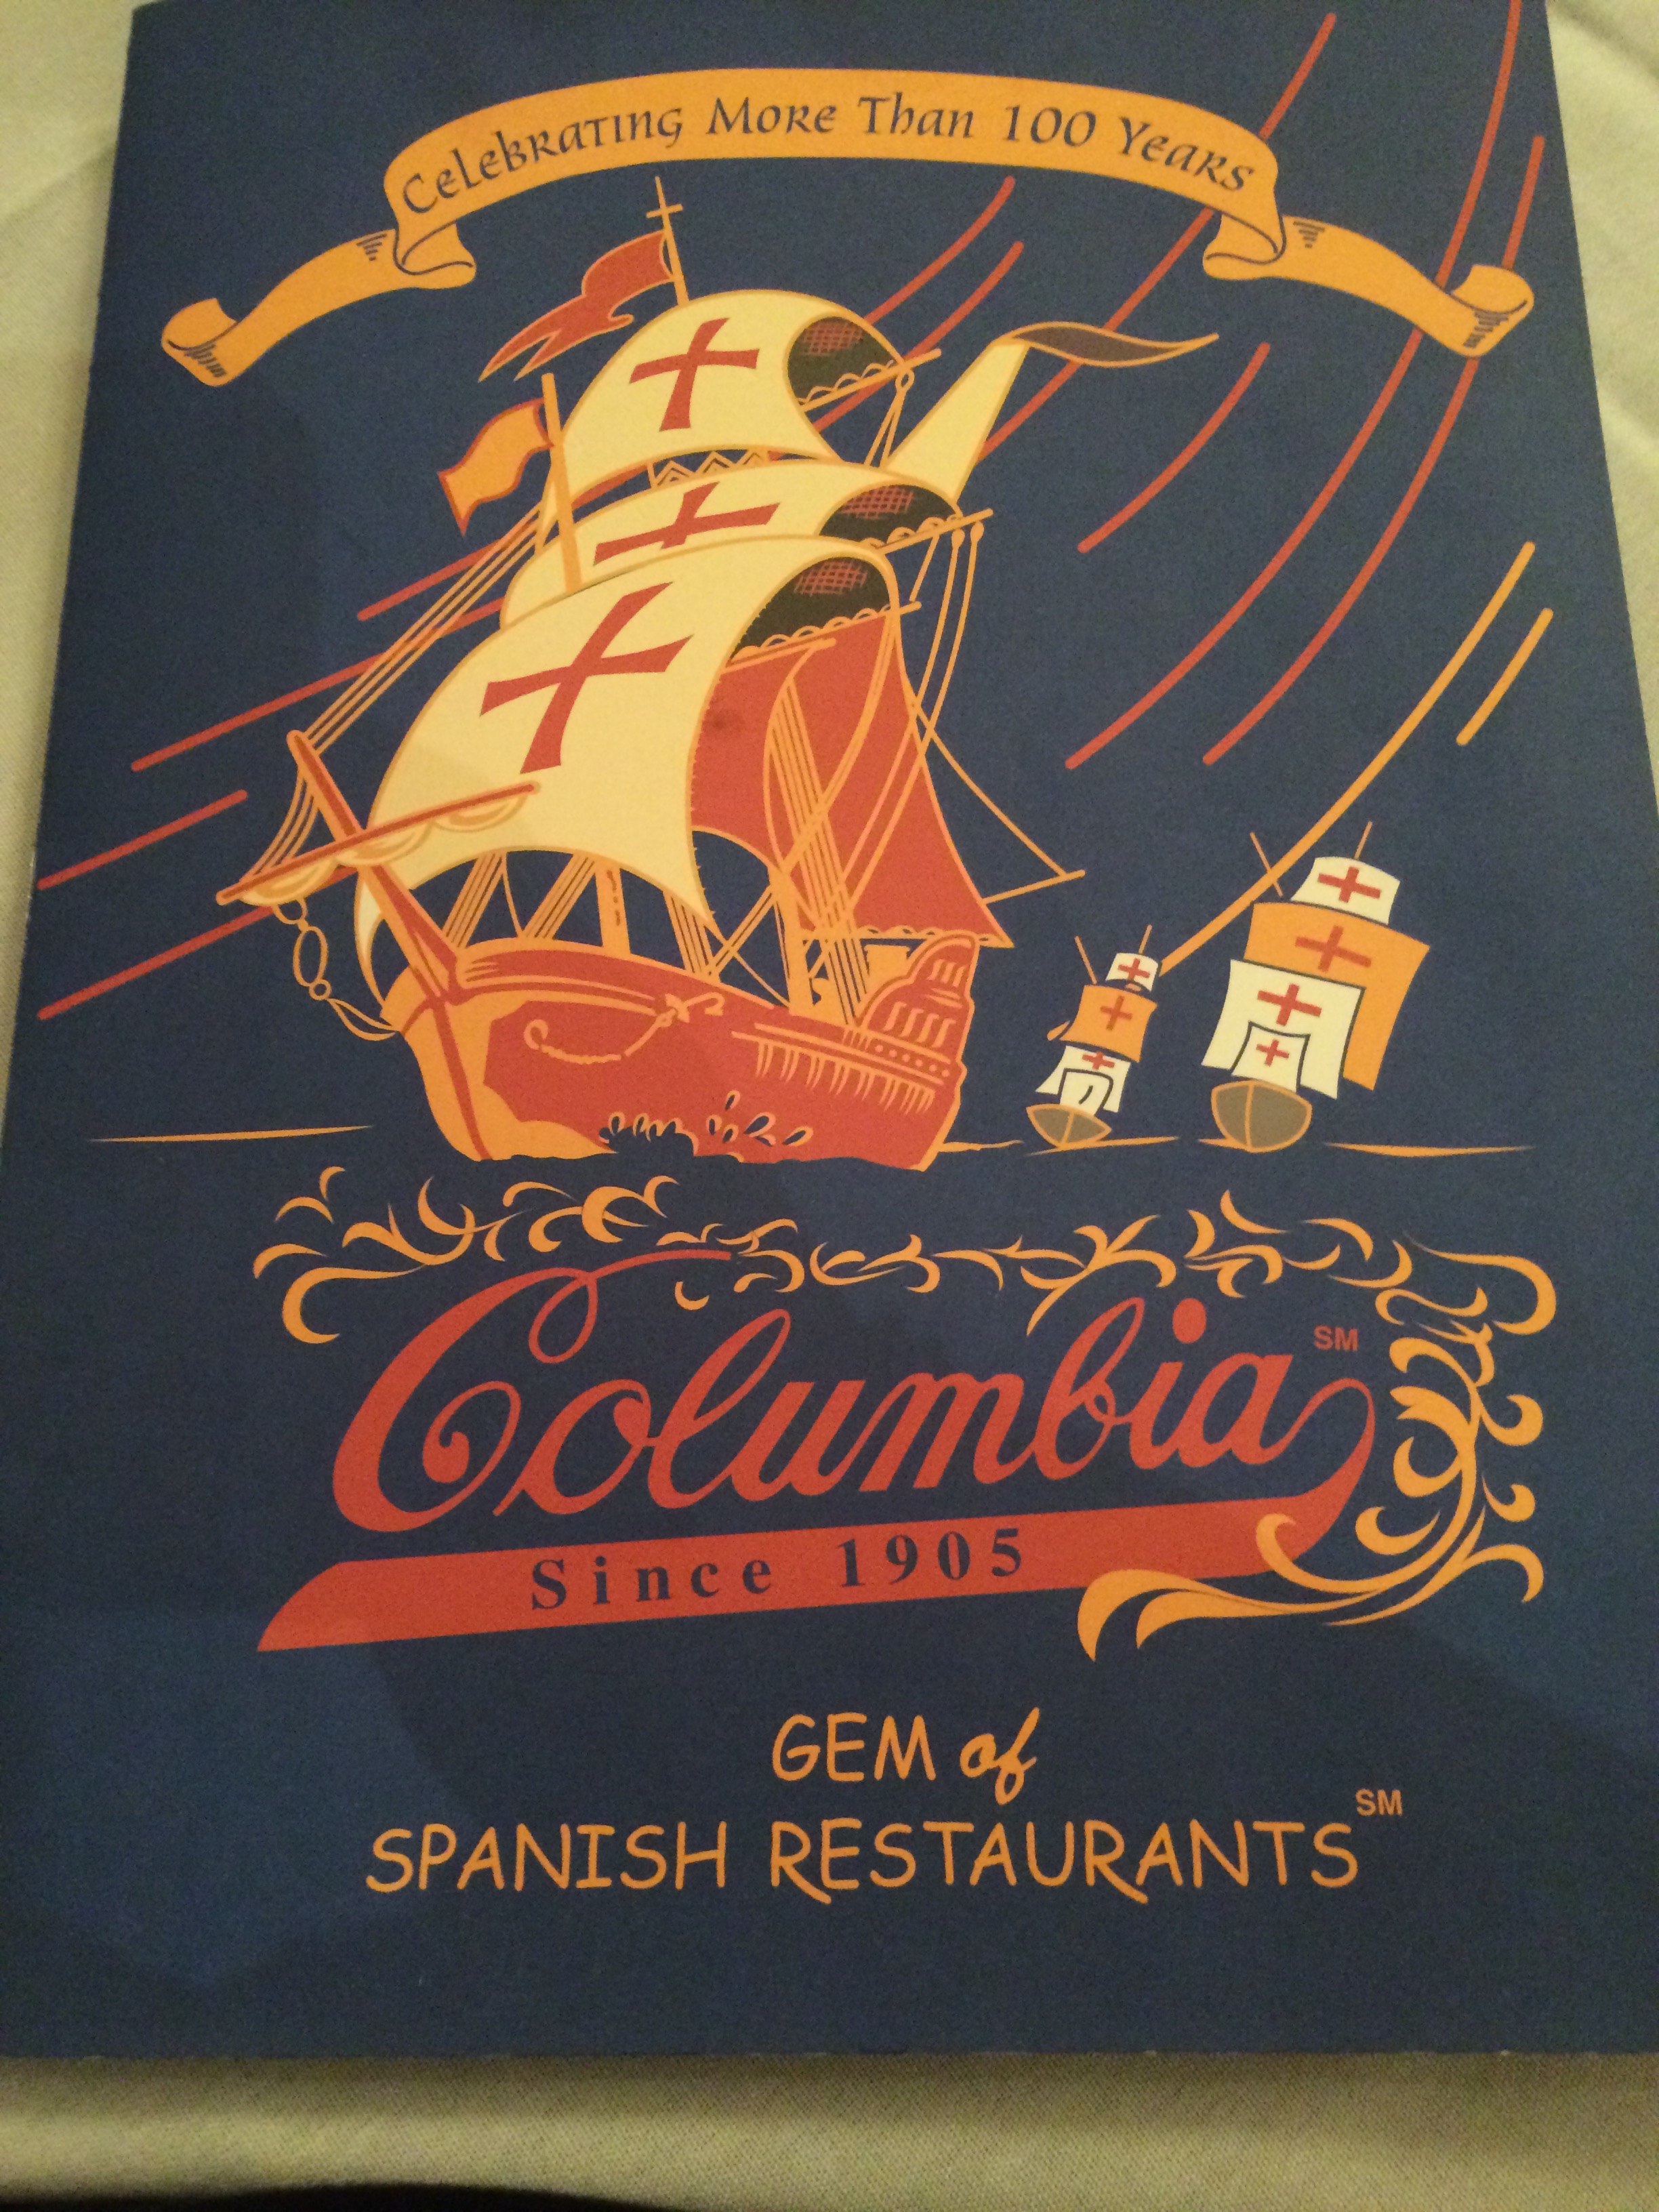 Celebrating More Than 100 Years
Columbia SM
Since 1905
GEM of
SPANISH RESTAURANTS SM